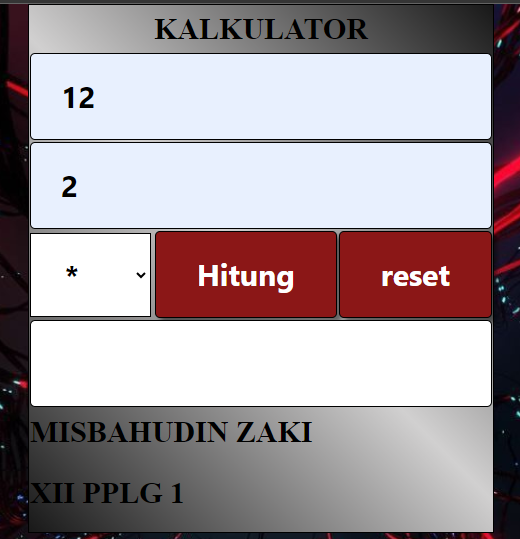 KALKULATOR
12
2
* Hitung reset
MISBAHUDIN ZAKI
XII PPLG 1